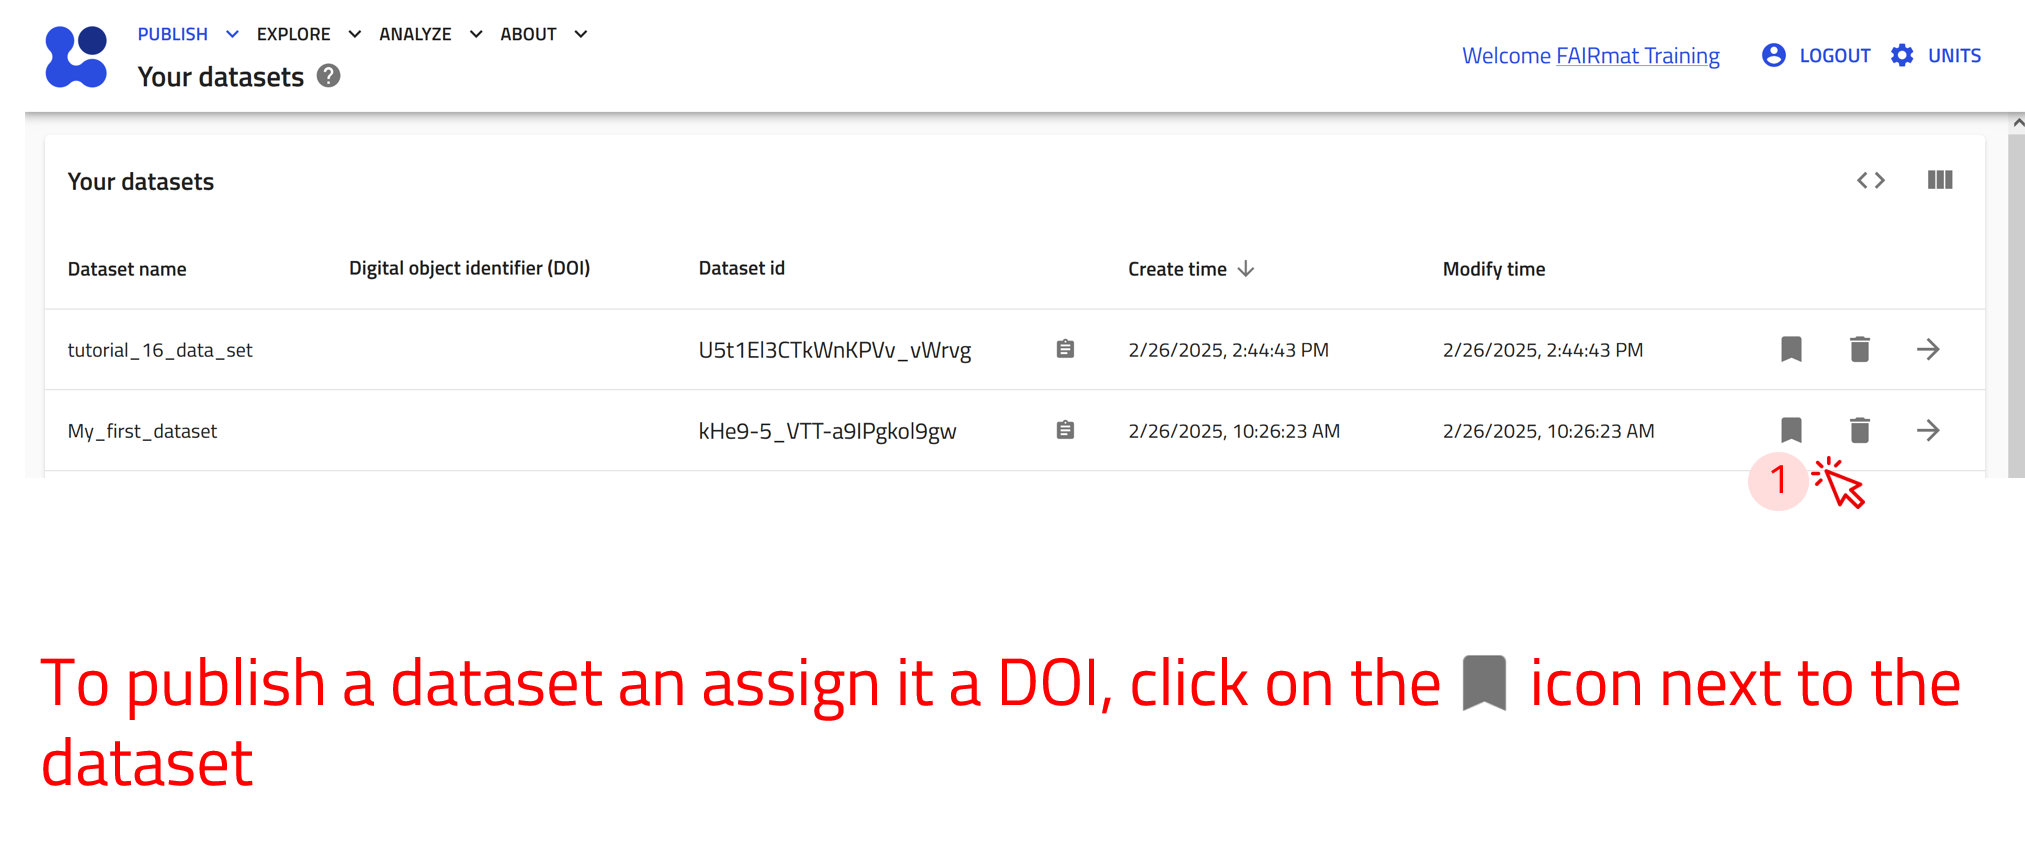 PUBLISH EXPLORE ANALYZE ABOUT
Your datasets ?
Welcome FAIRmat Training LOGOUT UNITS
Your datasets
Dataset name Digital object identifier (DOI) Dataset id Create time Modify time
tutorial_16_data_set U5t1El3CTkWnKPVv_vWrvg 2/26/2025, 2:44:43 PM 2/26/2025, 2:44:43 PM
My_first_dataset kHe9-5_VTT-a9IPgkol9gw 2/26/2025, 10:26:23 AM 2/26/2025, 10:26:23 AM
1
To publish a dataset an assign it a DOI, click on the icon next to the
dataset